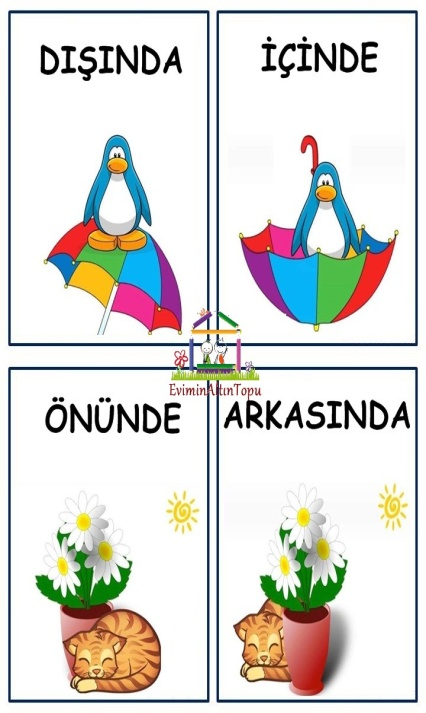 DIŞINDA
İÇİNDE
EviminAltınTopu
ÖNÜNDE
ARKASINDA